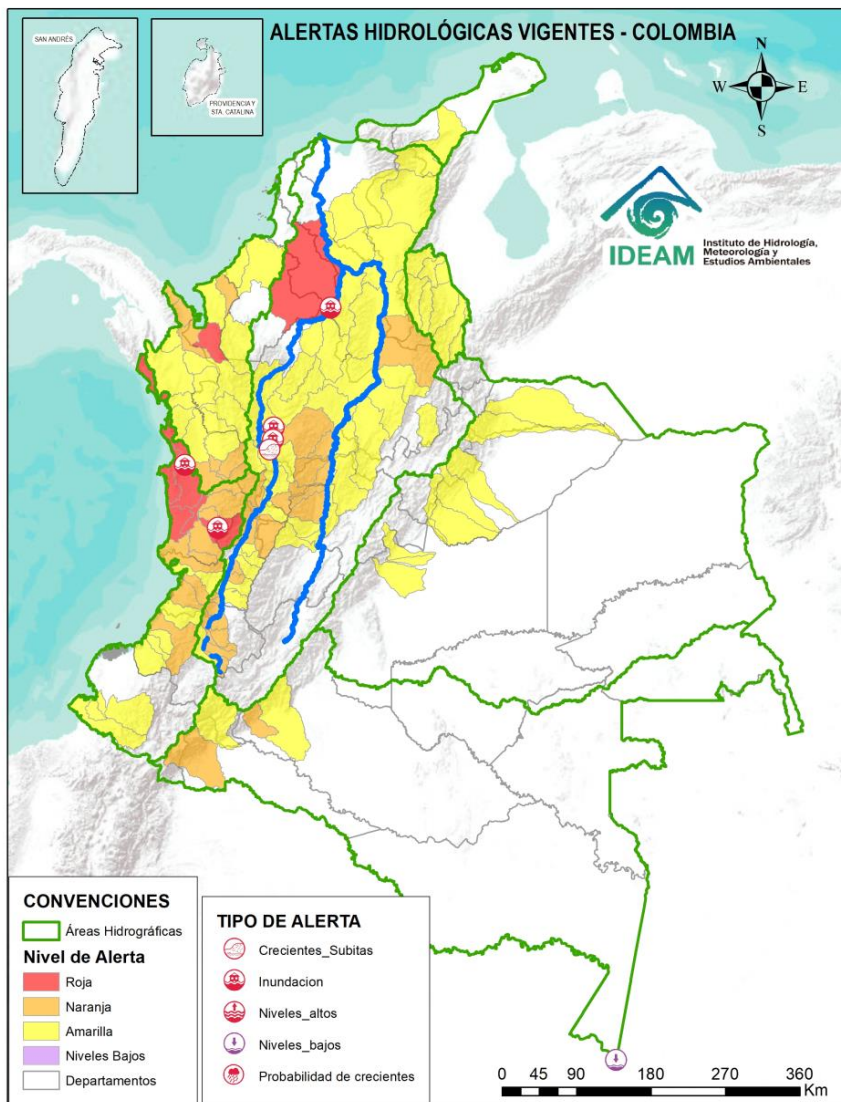 ALERTAS HIDROLÓGICAS VIGENTES - COLOMBIA
SAN ANDRÉS
PROVIDENCIA Y
STA. CATALINA
N
W
E
S
IDEAM
Instituto de Hidrología,
Meteorología y
Estudios Ambientales
CONVENCIONES
Áreas Hidrográficas
Nivel de Alerta
Roja
Naranja
Amarilla
Niveles Bajos
Departamentos
TIPO DE ALERTA
Crecientes_Subitas
Inundacion
Niveles_altos
Niveles_bajos
Probabilidad de crecientes
0 45 90 180 270 360
Km